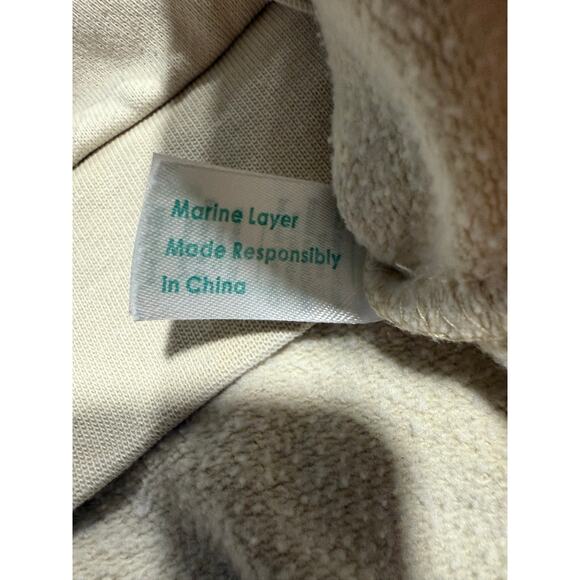 Marine Layer
Made Responsibly
in China